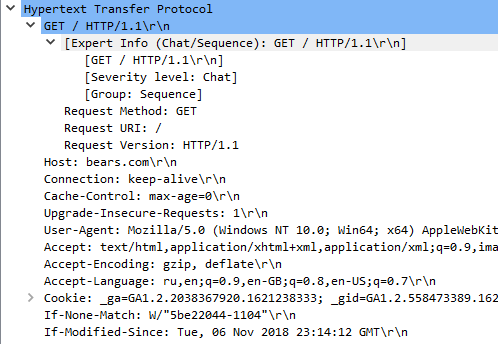 Hypertext Transfer Protocol
GET / HTTP/1.1\r\n
[Expert Info (Chat/Sequence): GET / HTTP/1.1\r\n]
[GET / HTTP/1.1\r\n]
[Severity level: Chat]
[Group: Sequence]
Request Method: GET
Request URI: /
Request Version: HTTP/1.1
Host: bears.com\r\n
Connection: keep-alive\r\n
Cache-Control: max-age=0\r\n
Upgrade-Insecure-Requests: 1\r\n
User-Agent: Mozilla/5.0 (Windows NT 10.0; Win64; x64) AppleWebKit
Accept: text/html,application/xhtml+xml,application/xml;q=0.9,ima
Accept-Encoding: gzip, deflate\r\n
Accept-Language: ru,en;q=0.9,en-GB;q=0.8,en-US;q=0.7\r\n
Cookie: _ga=GA1.2.2038367920.1621238333; _gid=GA1.2.558473389.162
If-None-Match: W/"5be22044-1104"\r\n
If-Modified-Since: Tue, 06 Nov 2018 23:14:12 GMT\r\n